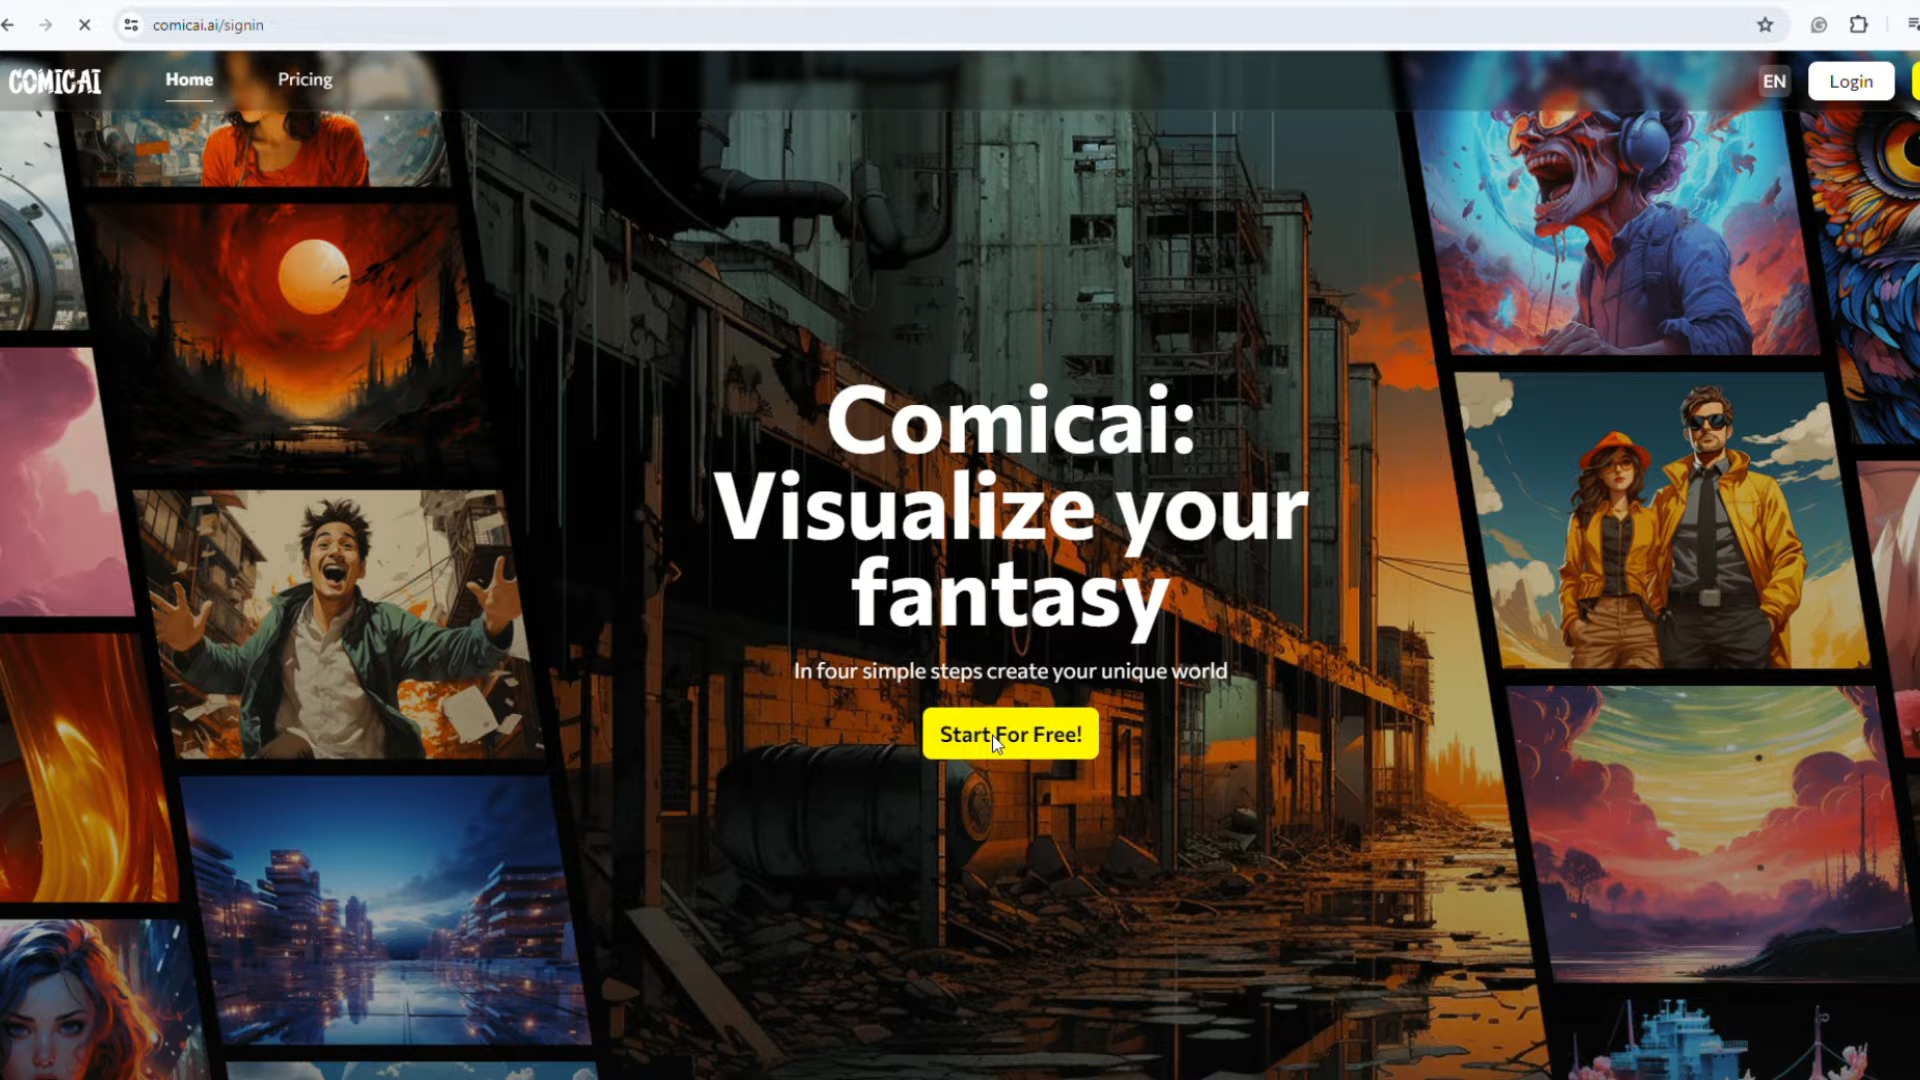 comicai.ai/signin
COMICAI
Home
Pricing
EN
Login
Comicai:
Visualize your
fantasy
In four simple steps create your unique world
Start For Free!